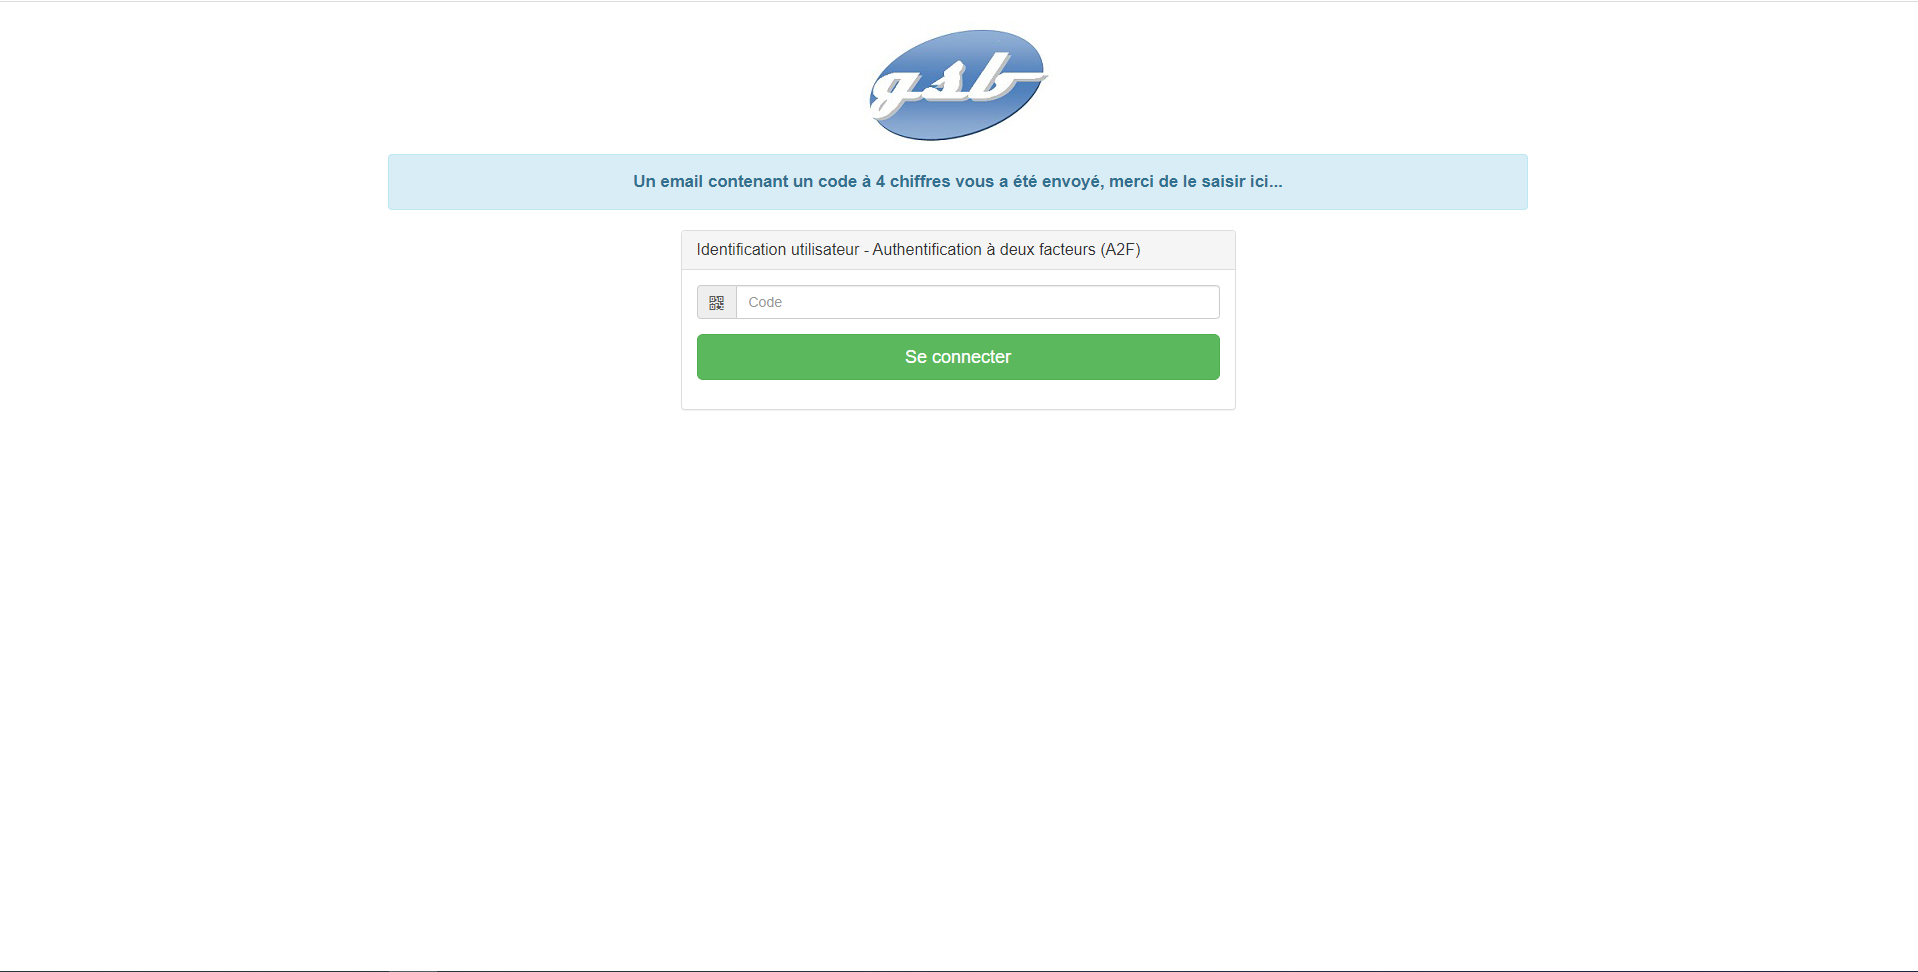 gsb
Un email contenant un code à 4 chiffres vous a été envoyé, merci de le saisir ici...
Identification utilisateur - Authentification à deux facteurs (A2F)
Code
Se connecter